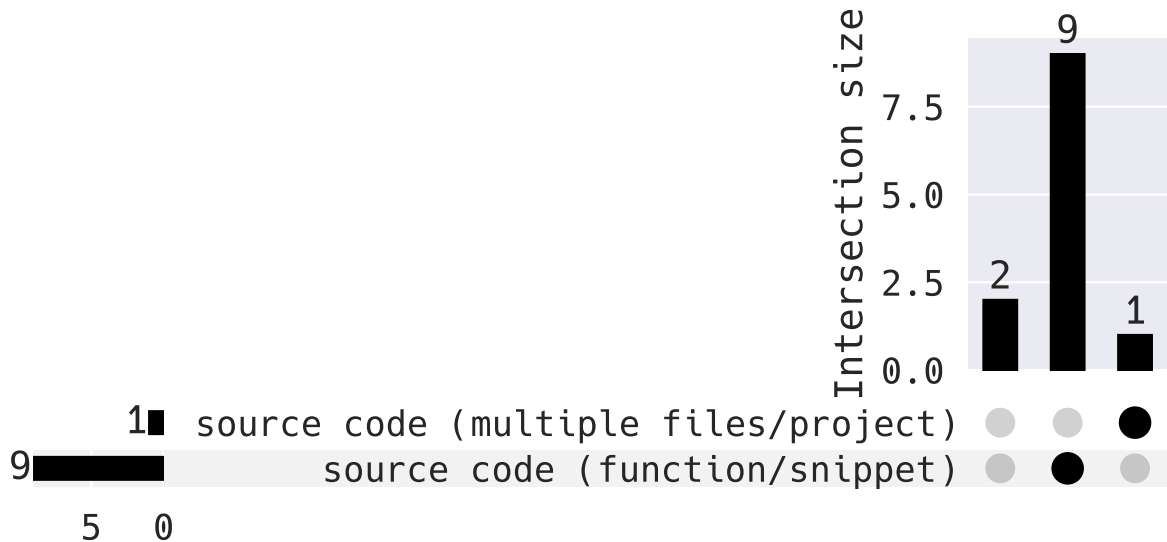 Intersection size
9
7.5
5.0
2
2.5
1
0.0
1 source code (multiple files/project)
9 source code (function/snippet)
5 0